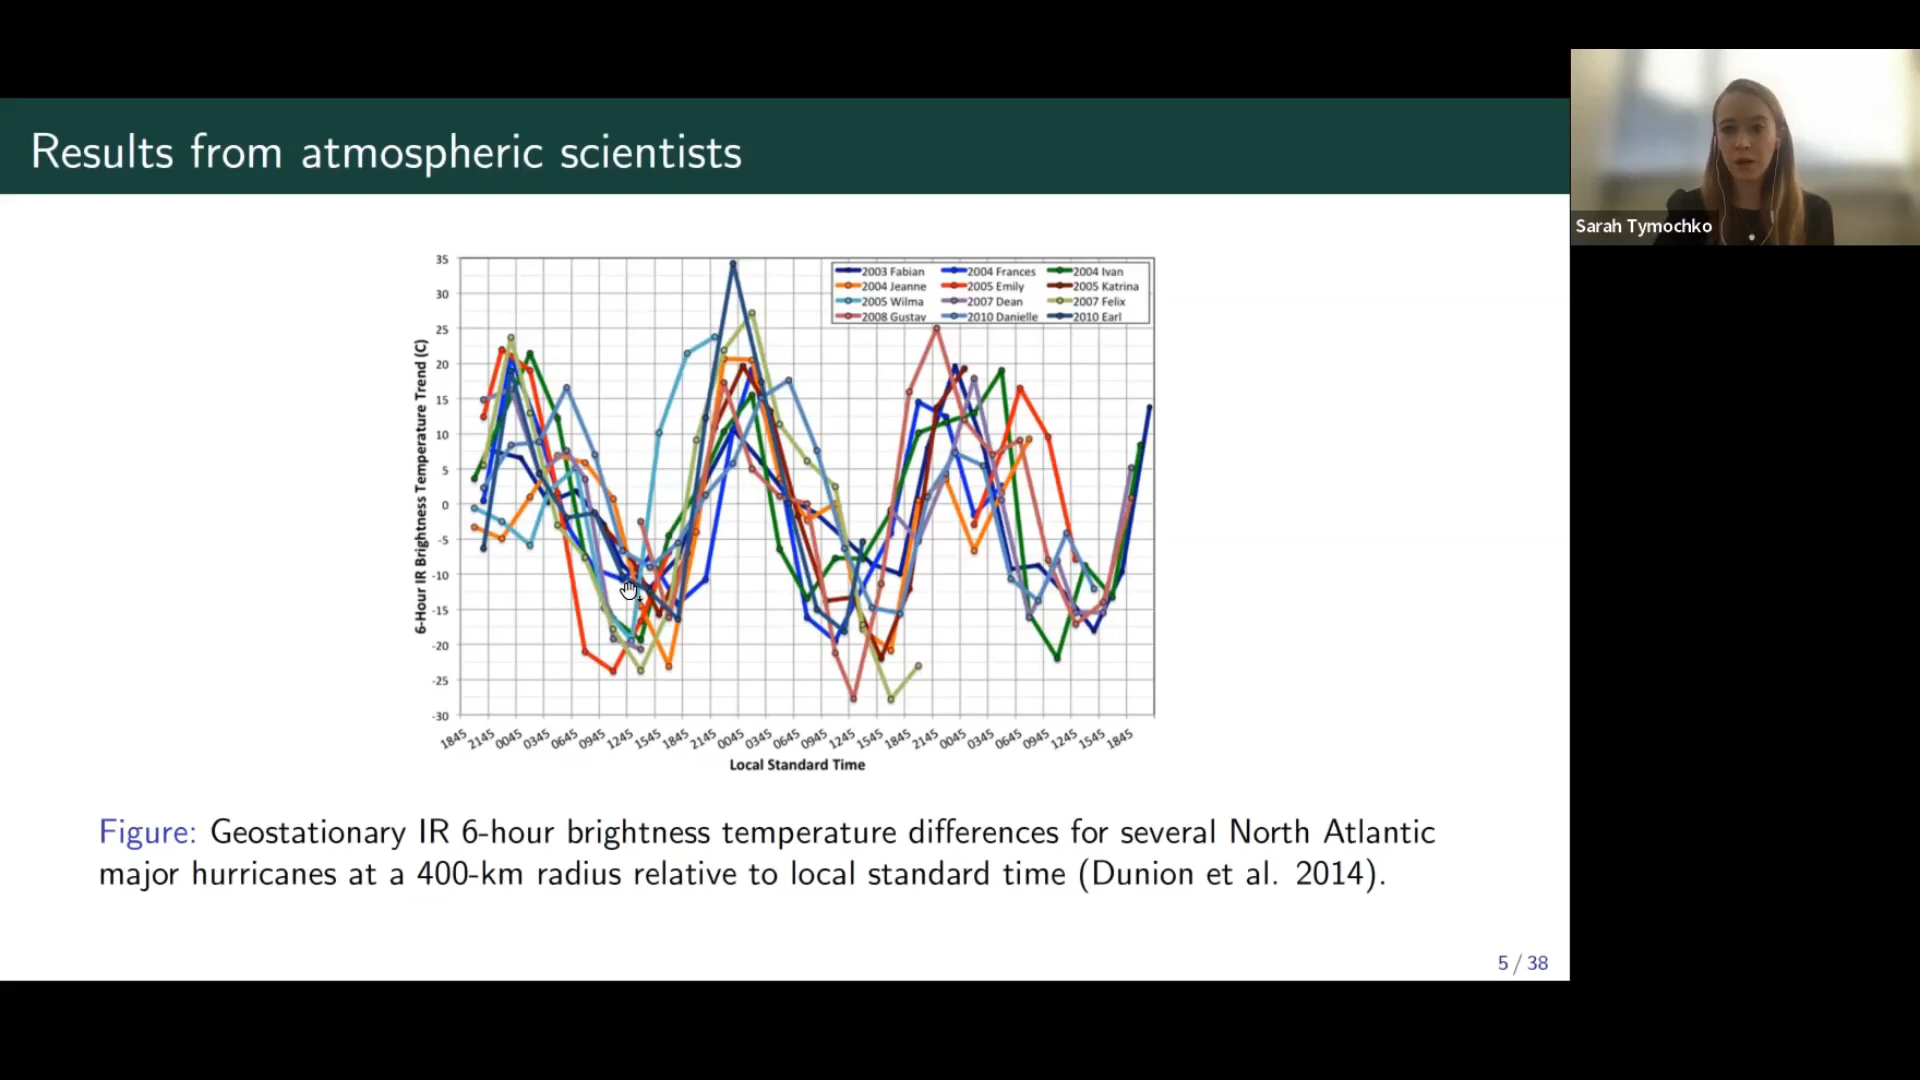 Results from atmospheric scientists
Sarah Tymochko
35
30
25
20
15
10
5
0
-5
-10
-15
-20
-25
-30
6-Hour IR Brightness Temperature Trend (C)
2003 Fabian 2004 Frances 2004 Ivan
2004 Jeanne 2005 Emily 2005 Katrina
2005 Wilma 2007 Dean 2007 Felix
2008 Gustav 2010 Danielle 2010 Earl
1845 2145 0045 0345 0645 0945 1245 1545 1845 2145 0045 0345 0645 0945 1245 1545 1845 2145 0045 0345 0645 0945 1245 1545 1845
Local Standard Time
Figure: Geostationary IR 6-hour brightness temperature differences for several North Atlantic
major hurricanes at a 400-km radius relative to local standard time (Dunion et al. 2014).
5 / 38